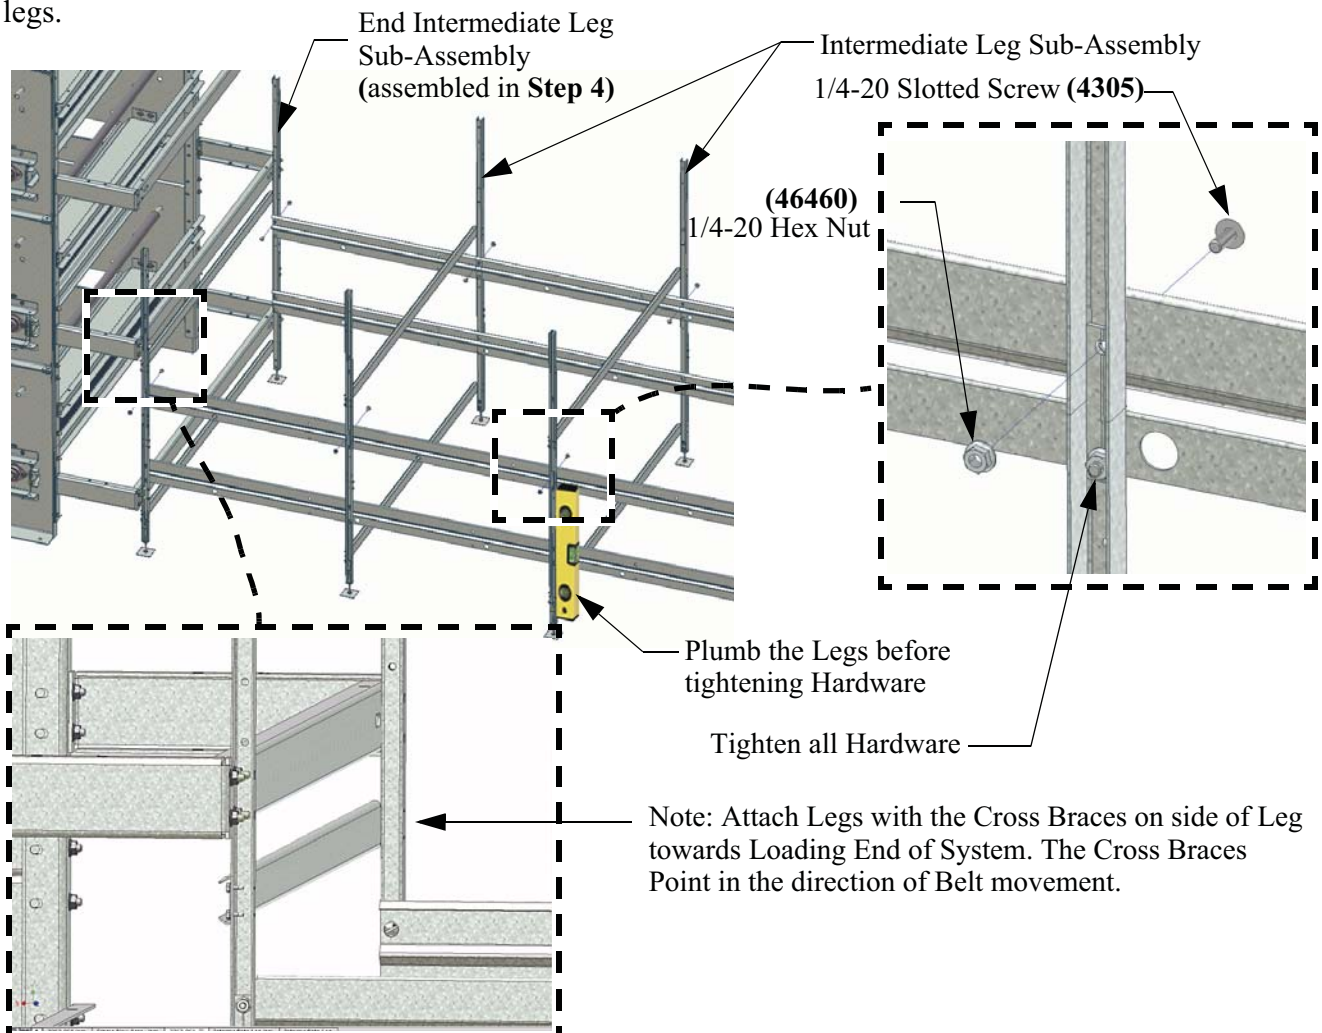 legs.
End Intermediate Leg
Sub-Assembly
(assembled in Step 4)
Intermediate Leg Sub-Assembly
1/4-20 Slotted Screw (4305)
(46460)
1/4-20 Hex Nut
Plumb the Legs before
tightening Hardware
Tighten all Hardware
Note: Attach Legs with the Cross Braces on side of Leg
towards Loading End of System. The Cross Braces
Point in the direction of Belt movement.